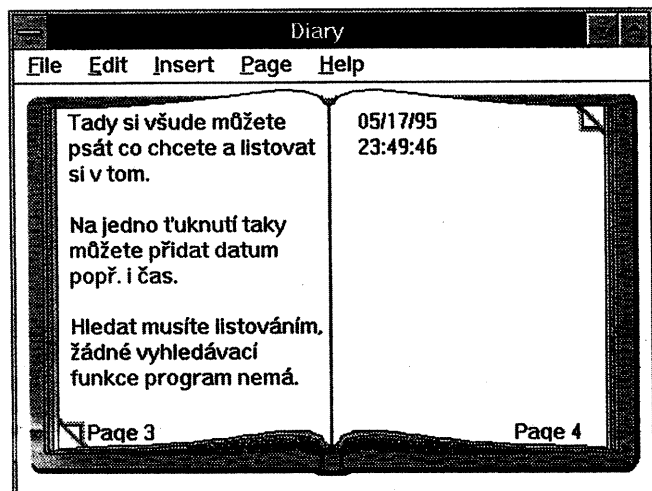 Diary
File Edit Insert Page Help
Tady si všude můžete
psát co chcete a listovat
si v tom.
Na jedno ťuknutí taky
můžete přidat datum
popř. i čas.
Hledat musíte listováním,
žádné vyhledávací
funkce program nemá.
Page 3
05/17/95
23:49:46
Page 4